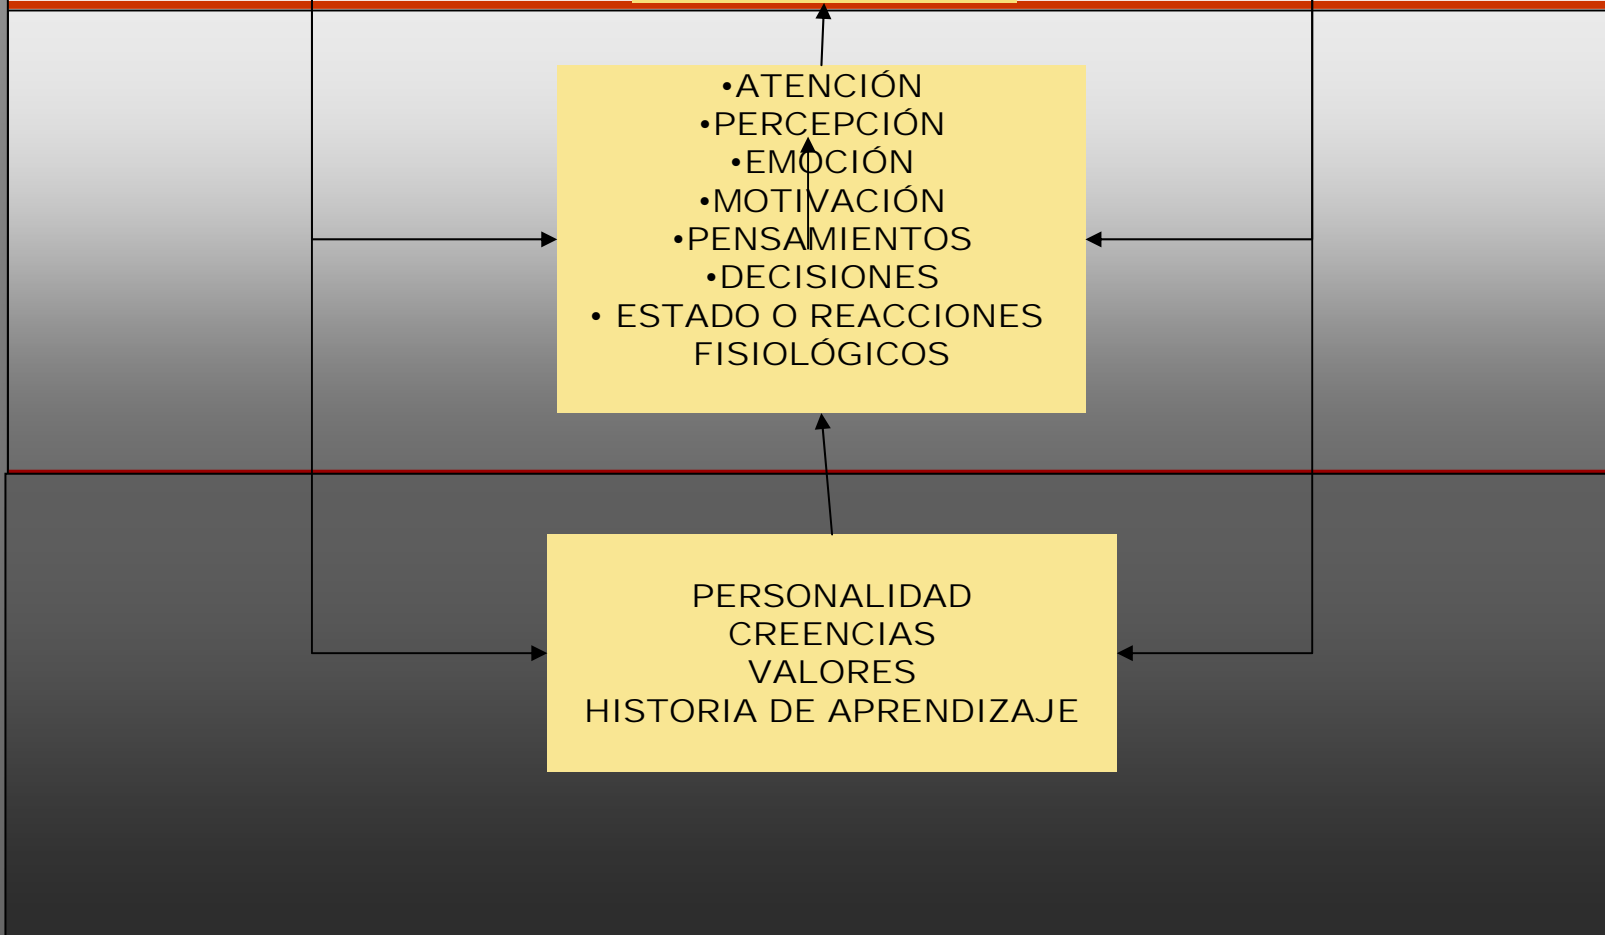 •ATENCIÓN
•PERCEPCIÓN
•EMOCIÓN
•MOTIVACIÓN
•PENSAMIENTOS
•DECISIONES
• ESTADO O REACCIONES
FISIOLÓGICOS
PERSONALIDAD
CREENCIAS
VALORES
HISTORIA DE APRENDIZAJE